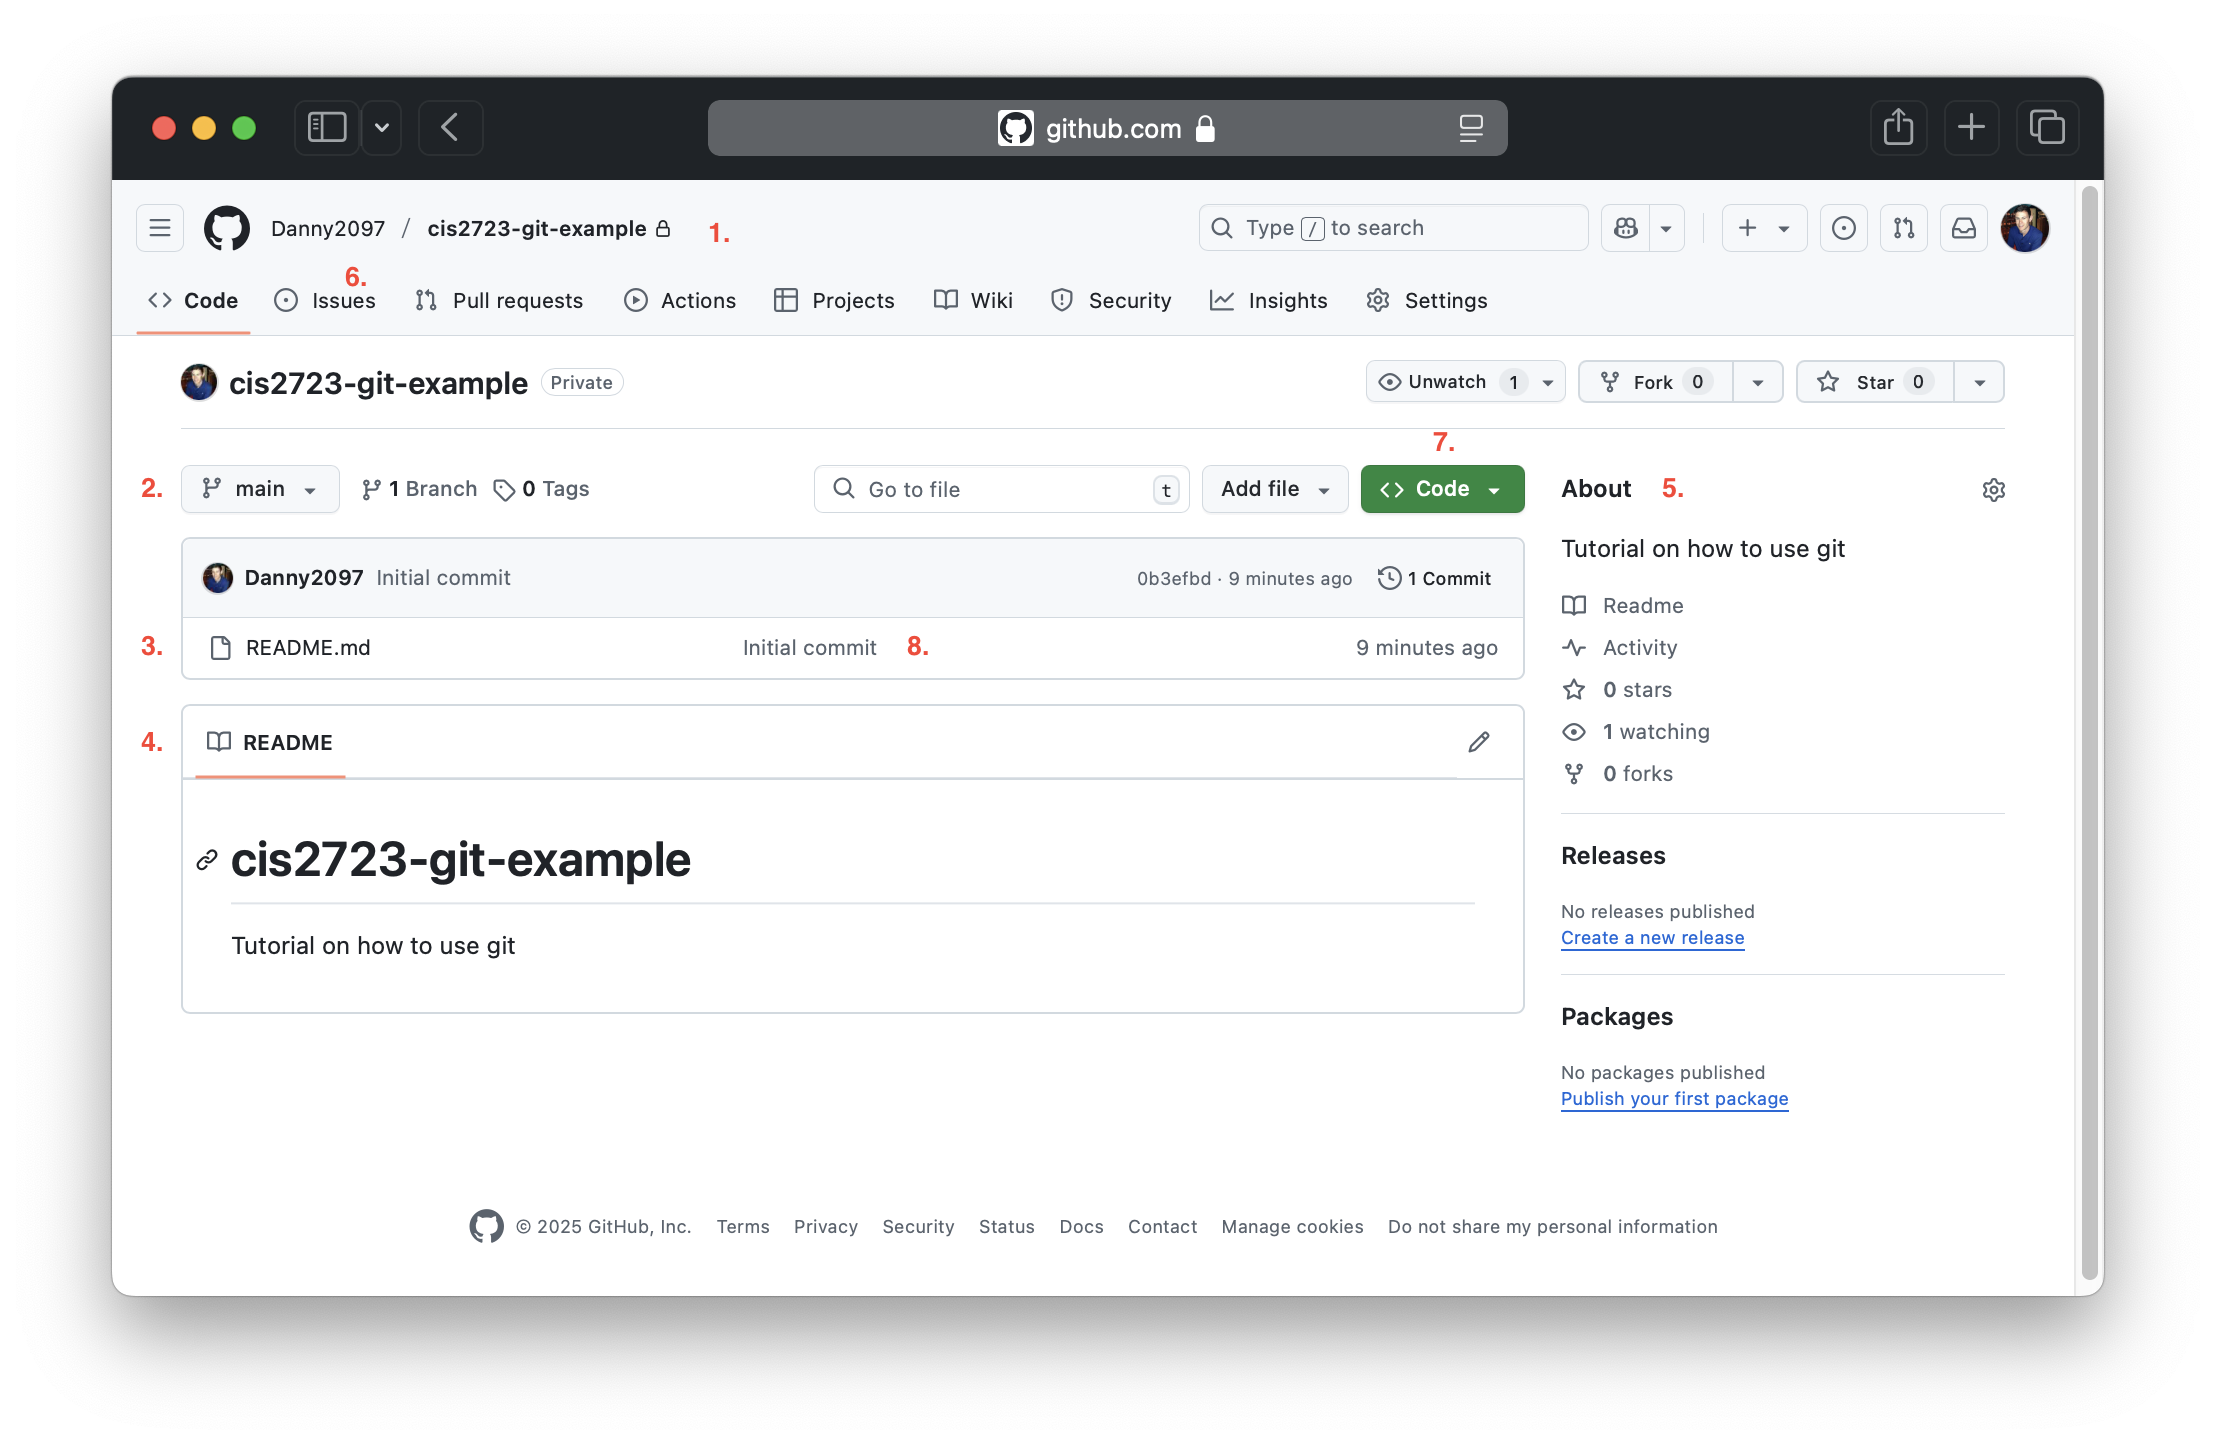 github.com
Danny2097 / cis2723-git-example 1.
Type / to search
6.
Code Issues Pull requests Actions Projects Wiki Security Insights Settings
cis2723-git-example Private
Unwatch 1 Fork 0 Star 0
7.
2. main 1 Branch 0 Tags Go to file t Add file Code
Danny2097 Initial commit 0b3efbd · 9 minutes ago 1 Commit
3. README.md Initial commit 8. 9 minutes ago
4. README
cis2723-git-example
Tutorial on how to use git
About 5.
Tutorial on how to use git
Readme
Activity
0 stars
1 watching
0 forks
Releases
No releases published
Create a new release
Packages
No packages published
Publish your first package
© 2025 GitHub, Inc. Terms Privacy Security Status Docs Contact Manage cookies Do not share my personal information